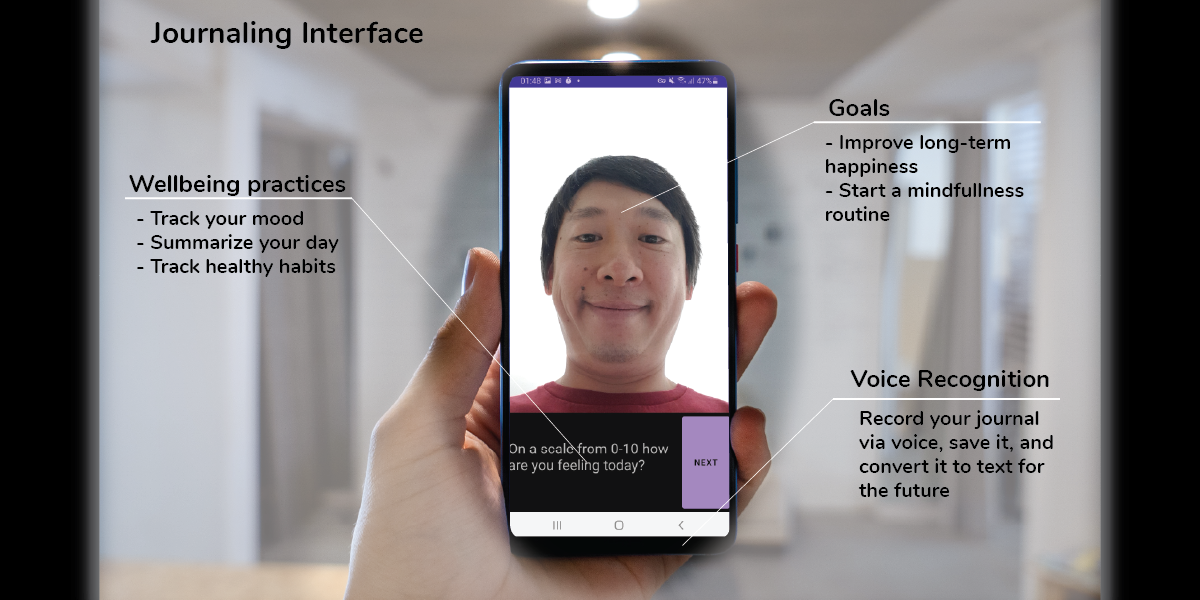 Journaling Interface
01:48
47%
Goals
- Improve long-term
happiness
- Start a mindfullness
routine
Wellbeing practices
- Track your mood
- Summarize your day
- Track healthy habits
On a scale from 0-10 how
are you feeling today?
NEXT
Voice Recognition
Record your journal
via voice, save it, and
convert it to text for
the future